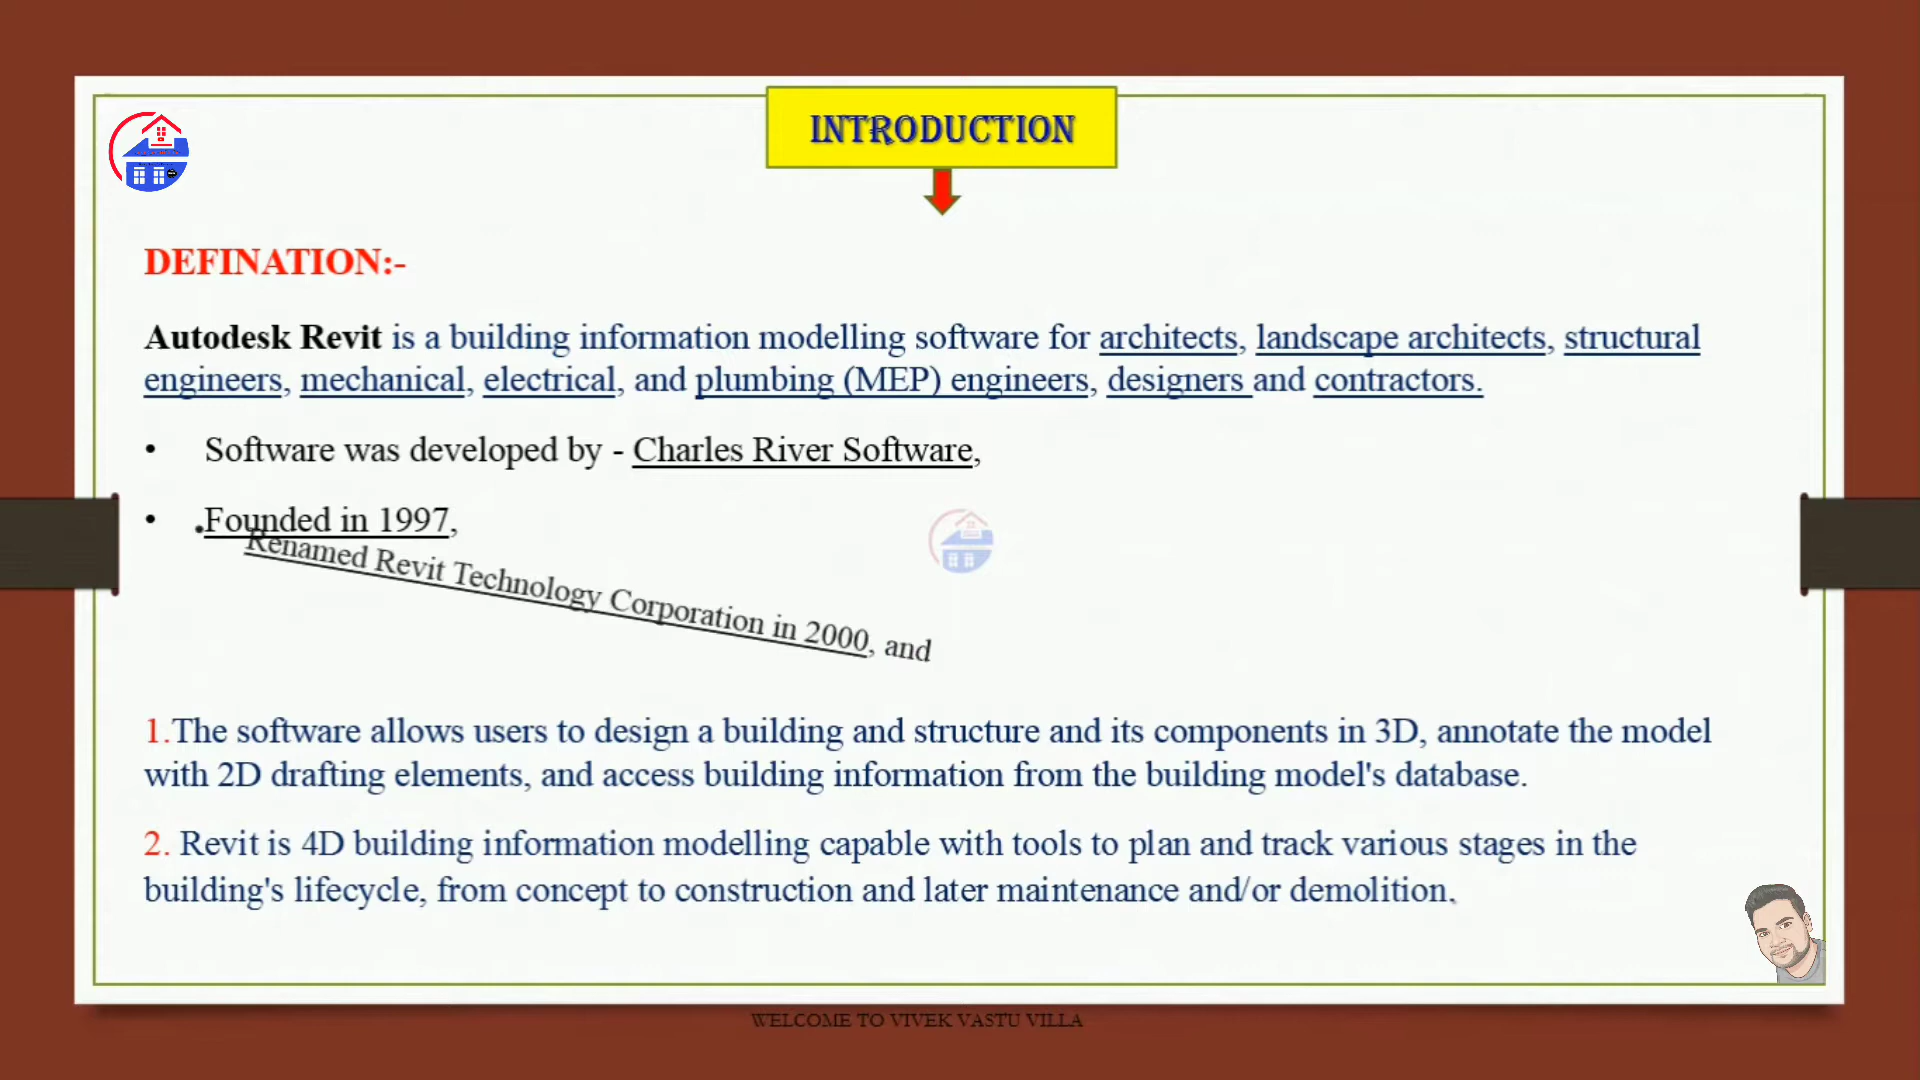 INTRODUCTION
DEFINATION:-
Autodesk Revit is a building information modelling software for architects, landscape architects, structural
engineers, mechanical, electrical, and plumbing (MEP) engineers, designers and contractors.
• Software was developed by - Charles River Software,
• Founded in 1997,
• Renamed Revit Technology Corporation in 2000, and
1.The software allows users to design a building and structure and its components in 3D, annotate the model
with 2D drafting elements, and access building information from the building model's database.
2. Revit is 4D building information modelling capable with tools to plan and track various stages in the
building's lifecycle, from concept to construction and later maintenance and/or demolition.
WELCOME TO VIVEK VASTU VILLA